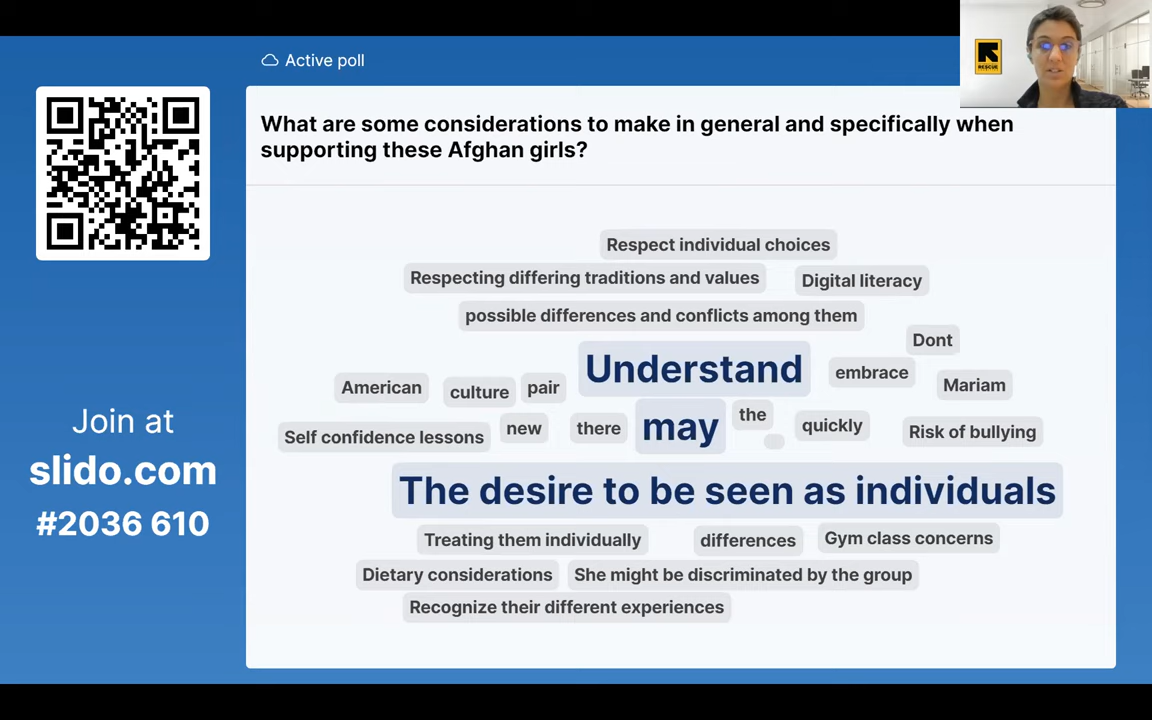 Active poll
RESCUE
What are some considerations to make in general and specifically when
supporting these Afghan girls?
Respect individual choices
Respecting differing traditions and values
Digital literacy
possible differences and conflicts among them
Dont
Understand
embrace
American
culture
pair
Mariam
may
the
quickly
Self confidence lessons
new
there
Risk of bullying
The desire to be seen as individuals
Treating them individually
differences
Gym class concerns
Dietary considerations
She might be discriminated by the group
Recognize their different experiences
Join at
slido.com
#2036 610